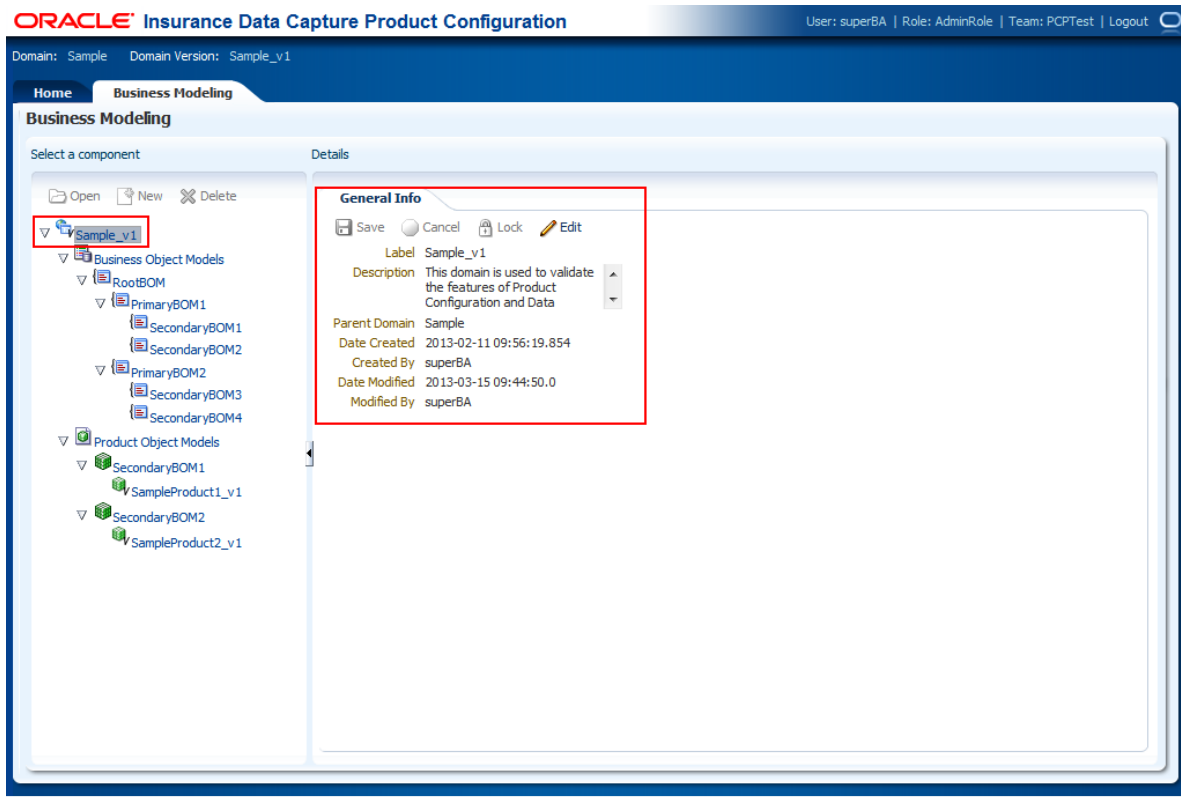 ORACLE Insurance Data Capture Product Configuration
User: superBA | Role: AdminRole | Team: PCPTest | Logout
Domain: Sample Domain Version: Sample_v1
Home Business Modeling
Business Modeling
Select a component
Details
Open New Delete
Sample_v1
Business Object Models
RootBOM
PrimaryBOM1
SecondaryBOM1
SecondaryBOM2
PrimaryBOM2
SecondaryBOM3
SecondaryBOM4
Product Object Models
SecondaryBOM1
SampleProduct1_v1
SecondaryBOM2
SampleProduct2_v1
General Info
Save Cancel Lock Edit
Label Sample_v1
Description This domain is used to validate
the features of Product
Configuration and Data
Parent Domain Sample
Date Created 2013-02-11 09:56:19.854
Created By superBA
Date Modified 2013-03-15 09:44:50.0
Modified By superBA